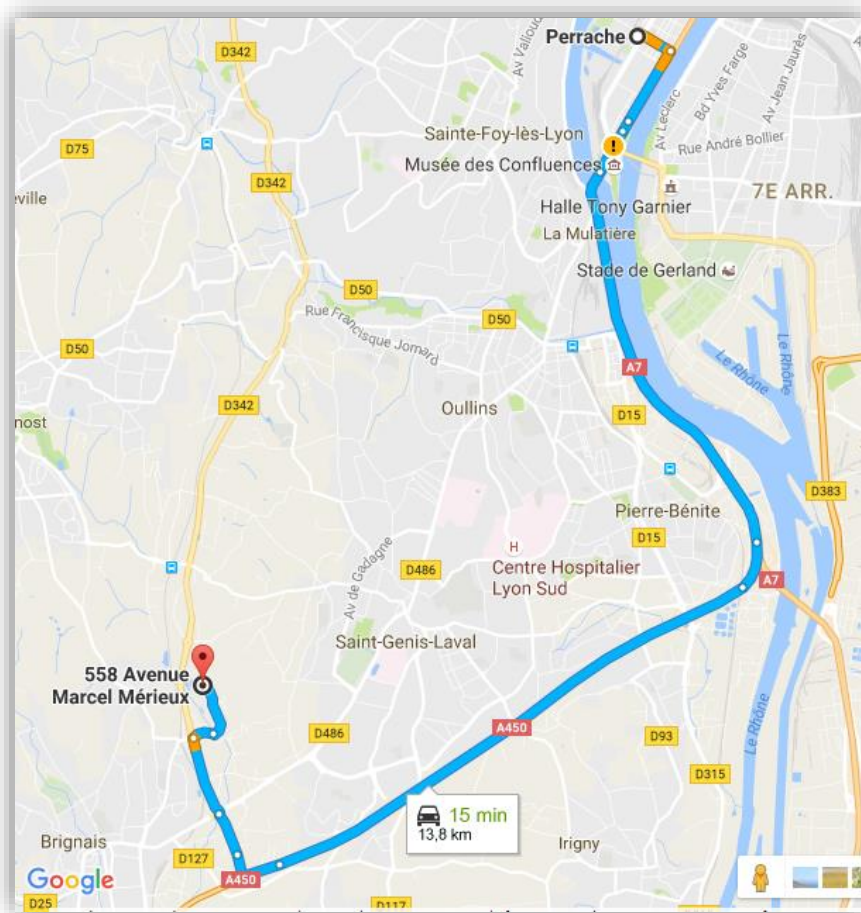 Perrache
D342
Av Valioud
Bd Yves Farge
Av Jean Jaurès
Av Leclerc
Sainte-Foy-lès-Lyon
Rue André Bollier
D75
Musée des Confluences
D342
7E ARR.
eville
Halle Tony Garnier
La Mulatière
Stade de Gerland
D50
Rue Francisque Jomard
D50
Le Rhône
Le Rhône
D50
A7
D342
Oullins
D15
nost
D383
Pierre-Bénite
D15
H
Centre Hospitalier
Lyon Sud
Av de Gadagne
D486
A7
Saint-Genis-Laval
558 Avenue
Marcel Mérieux
Le Rhône
A450
D486
D93
D315
15 min
13,8 km
Brignais
Irigny
D127
Google
A450
D25
D117